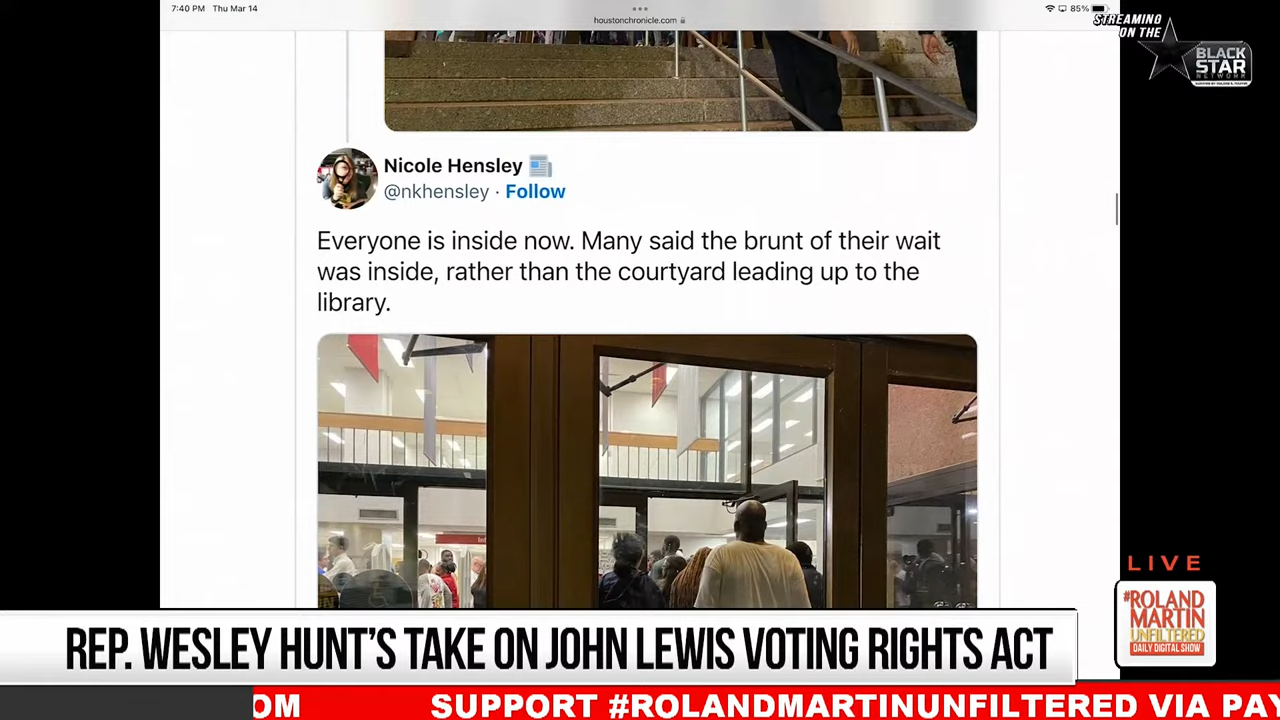 7:40 PM Thu Mar 14
houstonchronicle.com
85%
STREAMING
ON THE
BLACK
STAR
NETWORK
Nicole Hensley
@nkhensley · Follow
Everyone is inside now. Many said the brunt of their wait
was inside, rather than the courtyard leading up to the
library.
LIVE
#ROLAND
MARTIN
UNFILTERED
DAILY DIGITAL SHOW
REP. WESLEY HUNT'S TAKE ON JOHN LEWIS VOTING RIGHTS ACT
OM SUPPORT #ROLANDMARTINUNFILTERED VIA PAY